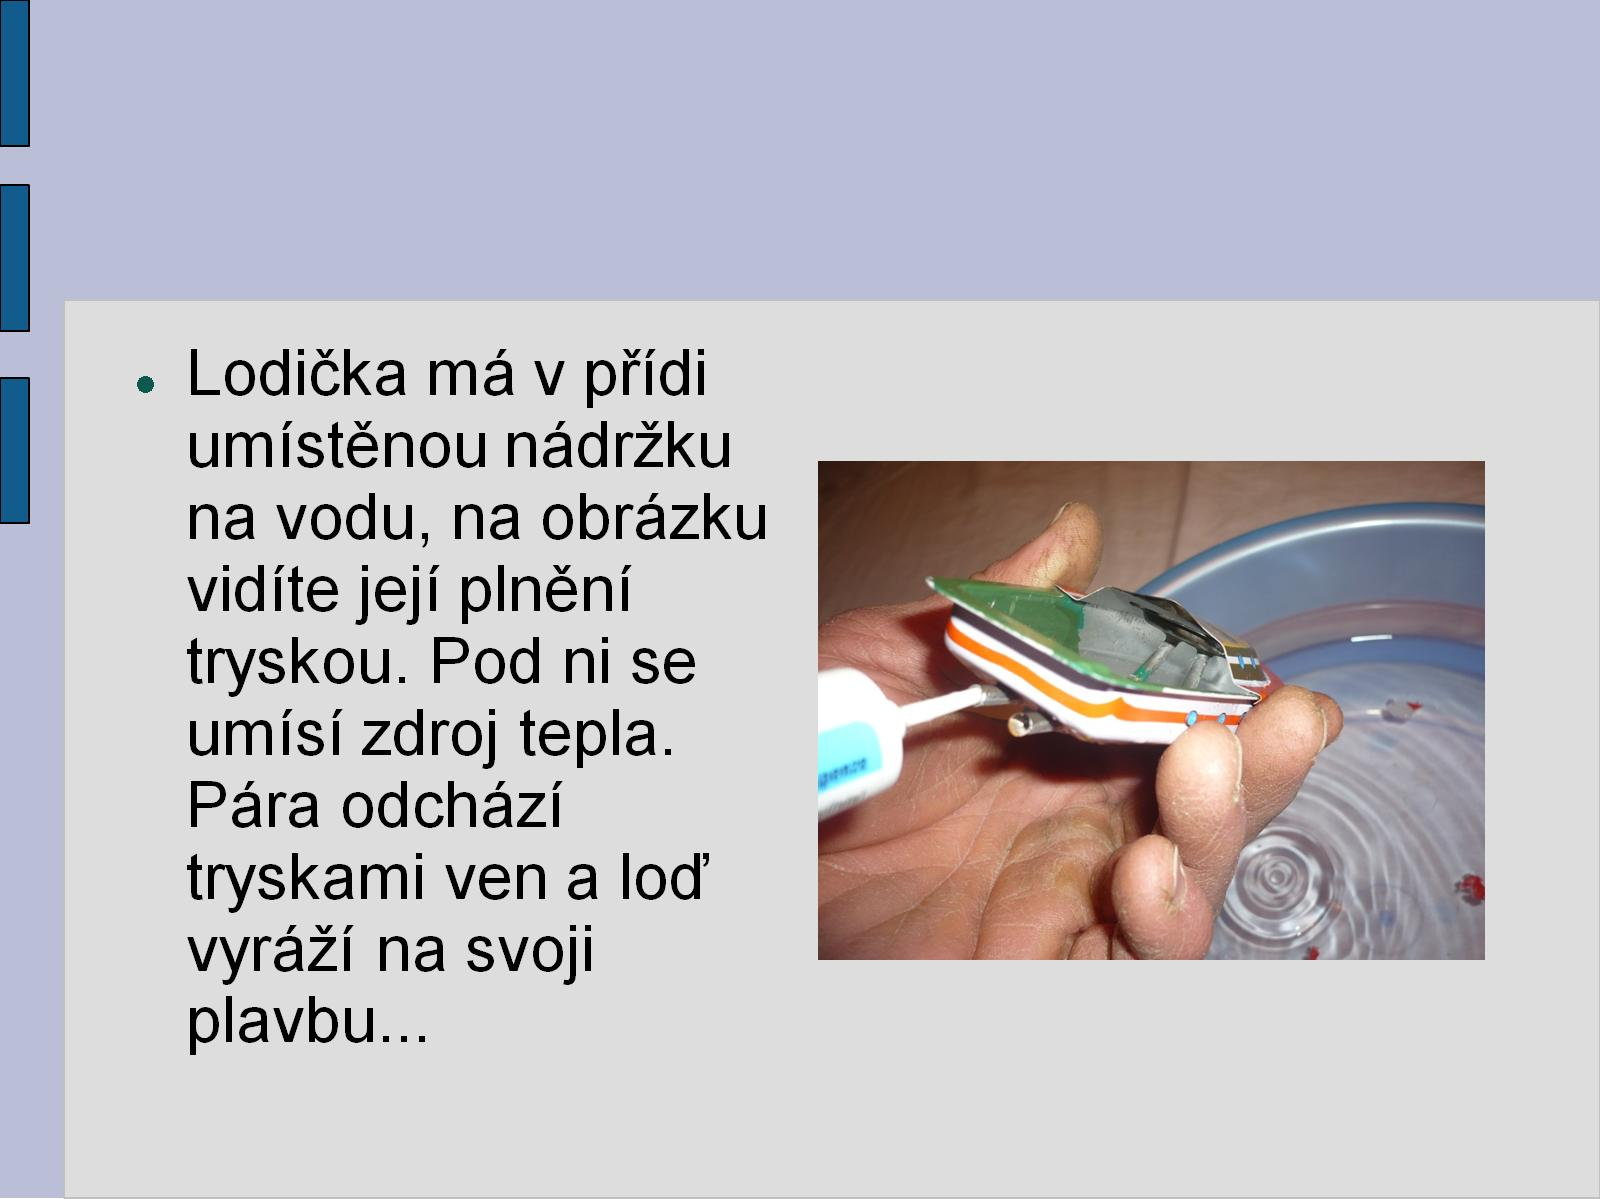 Lodička má v přídi
umístěnou nádržku
na vodu, na obrázku
vidíte její plnění
tryskou. Pod ni se
umísí zdroj tepla.
Pára odchází
tryskami ven a loď
vyráží na svoji
plavbu...